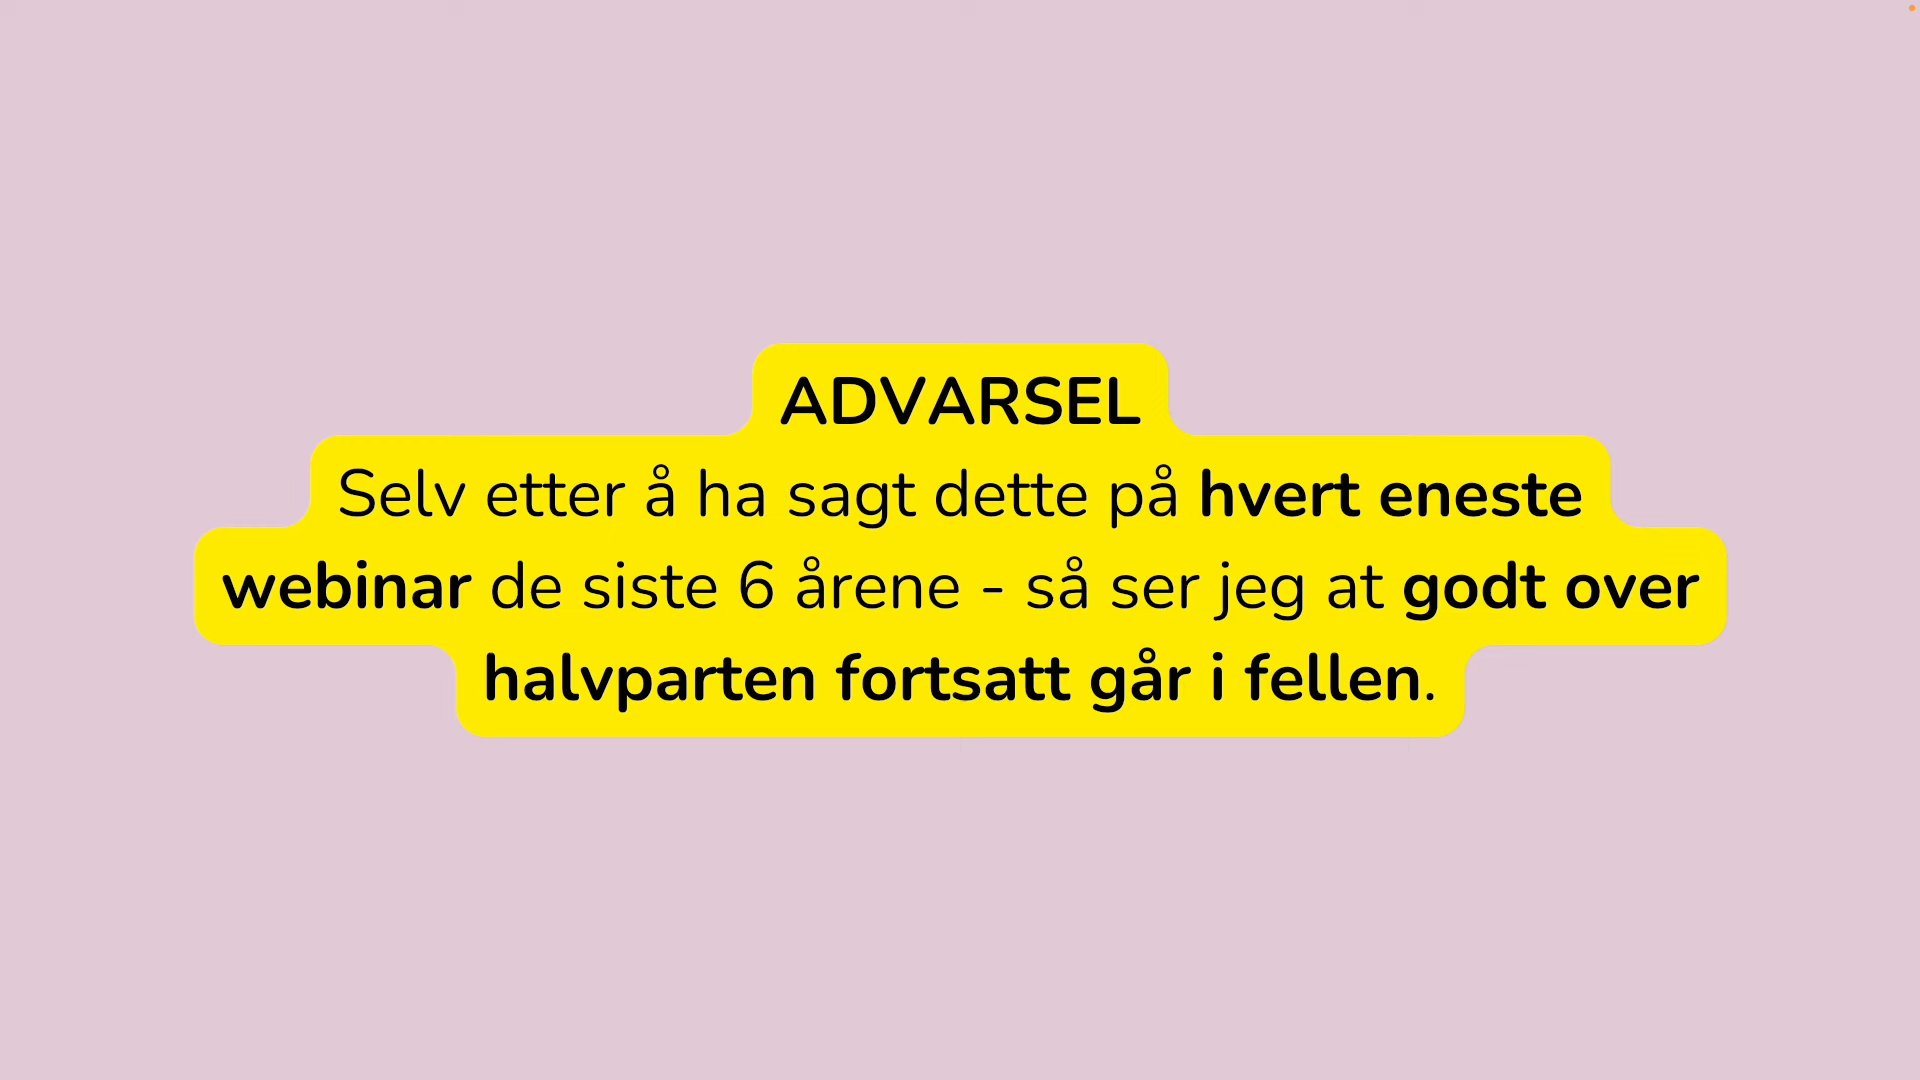 ADVARSEL
Selv etter å ha sagt dette på hvert eneste
webinar de siste 6 årene - så ser jeg at godt over
halvparten fortsatt går i fellen.